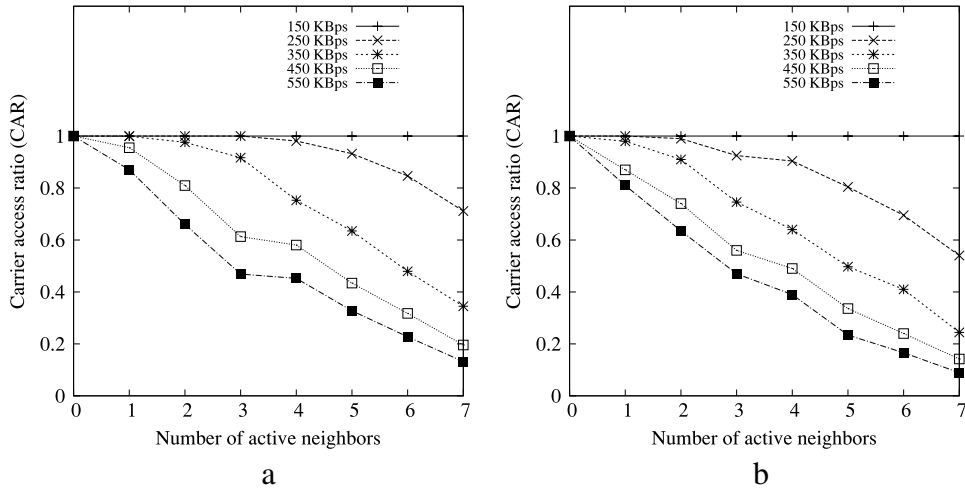 150 KBps
250 KBps
350 KBps
450 KBps
550 KBps
Carrier access ratio (CAR)
1
0.8
0.6
0.4
0.2
0
0 1 2 3 4 5 6 7
Number of active neighbors
a
150 KBps
250 KBps
350 KBps
450 KBps
550 KBps
Carrier access ratio (CAR)
1
0.8
0.6
0.4
0.2
0
0 1 2 3 4 5 6 7
Number of active neighbors
b